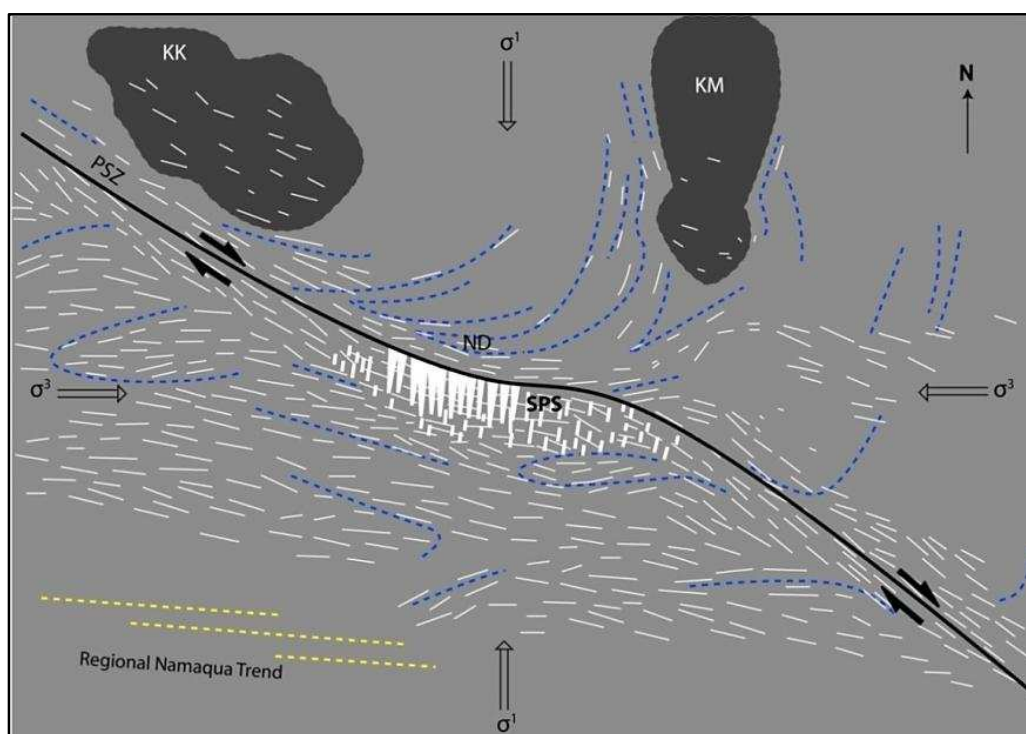 KK
σ¹
KM
N
PSZ
ND
σ³
SPS
σ³
Regional Namaqua Trend
σ¹